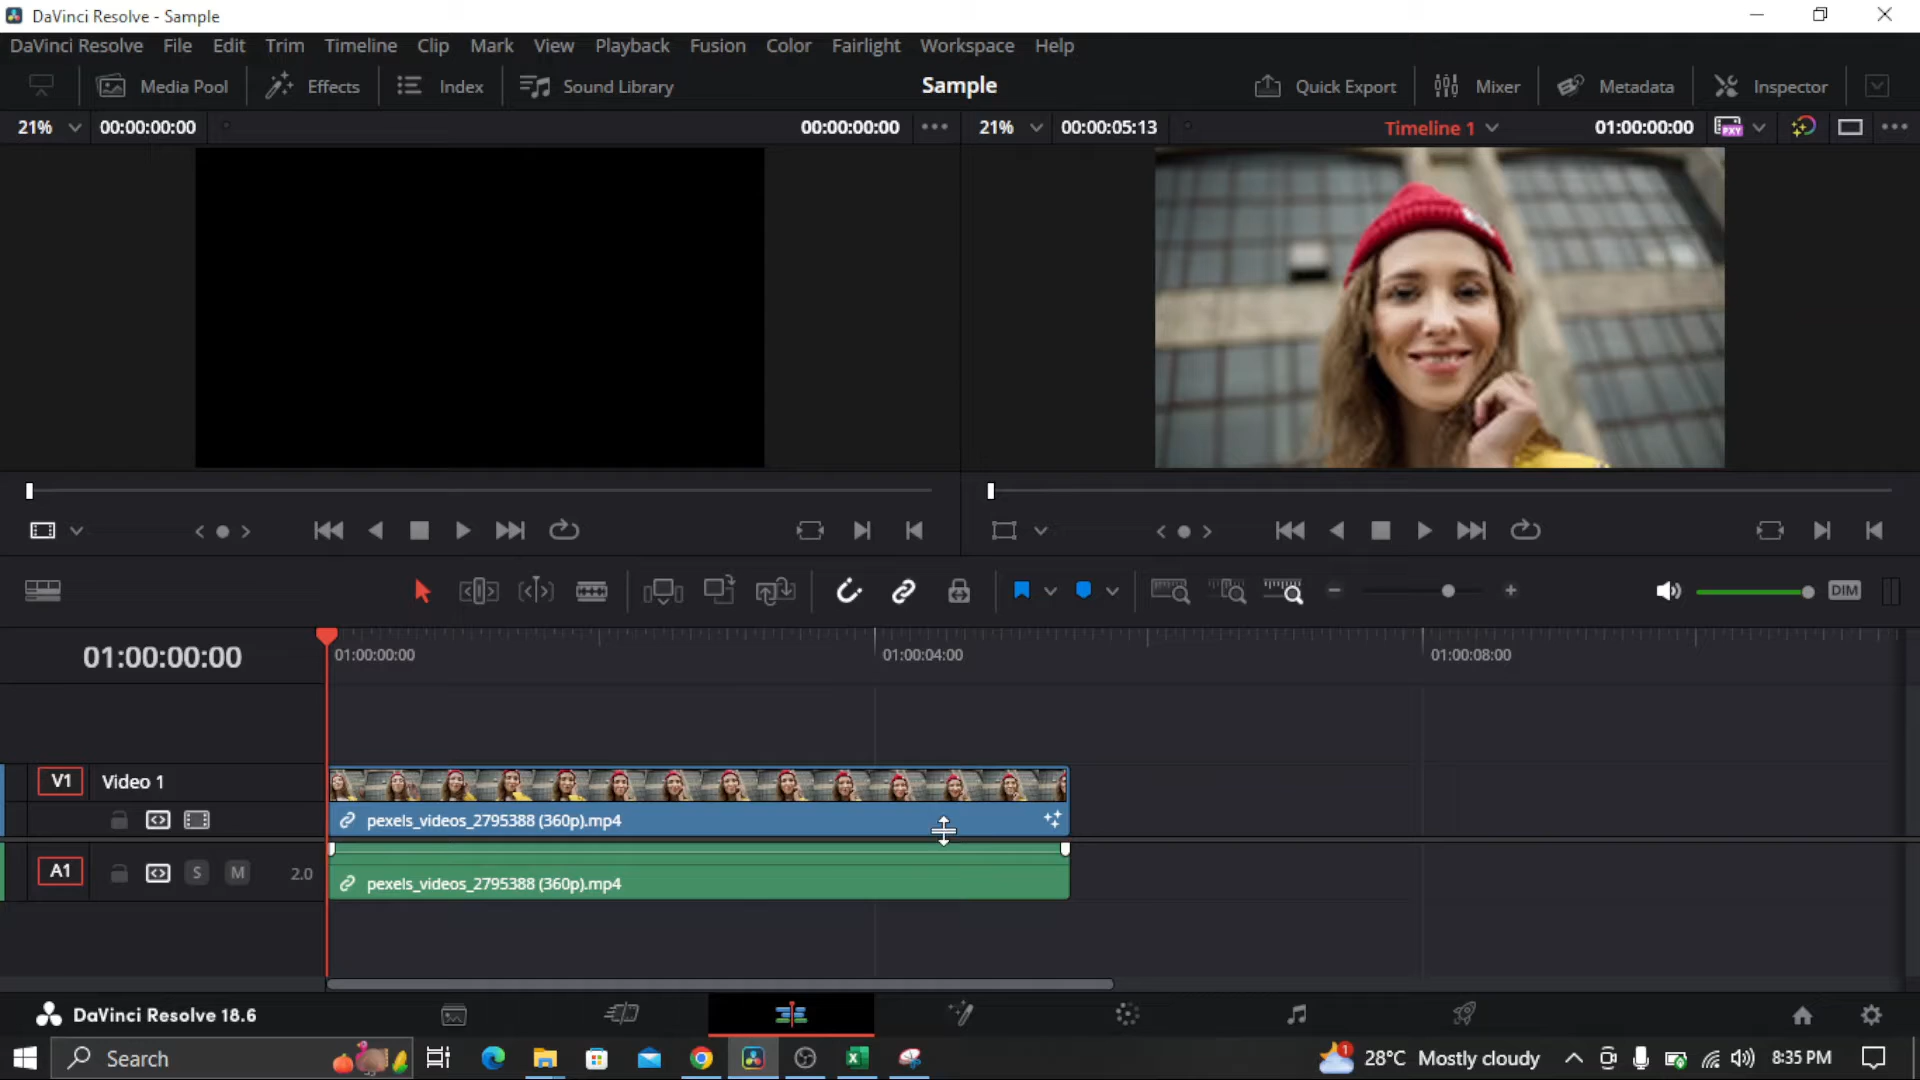 DaVinci Resolve - Sample
DaVinci Resolve File Edit Trim Timeline Clip Mark View Playback Fusion Color Fairlight Workspace Help
Media Pool Effects Index Sound Library Sample Quick Export Mixer Metadata Inspector
21% 00:00:00:00 00:00:00:00 21% 00:00:05:13 Timeline 1 01:00:00:00 PXY
DIM
01:00:00:00 01:00:00:00 01:00:04:00 01:00:08:00
V1 Video 1
pexels_videos_2795388 (360p).mp4
A1 S M 2.0
pexels_videos_2795388 (360p).mp4
DaVinci Resolve 18.6
Search 1 28°C Mostly cloudy 8:35 PM